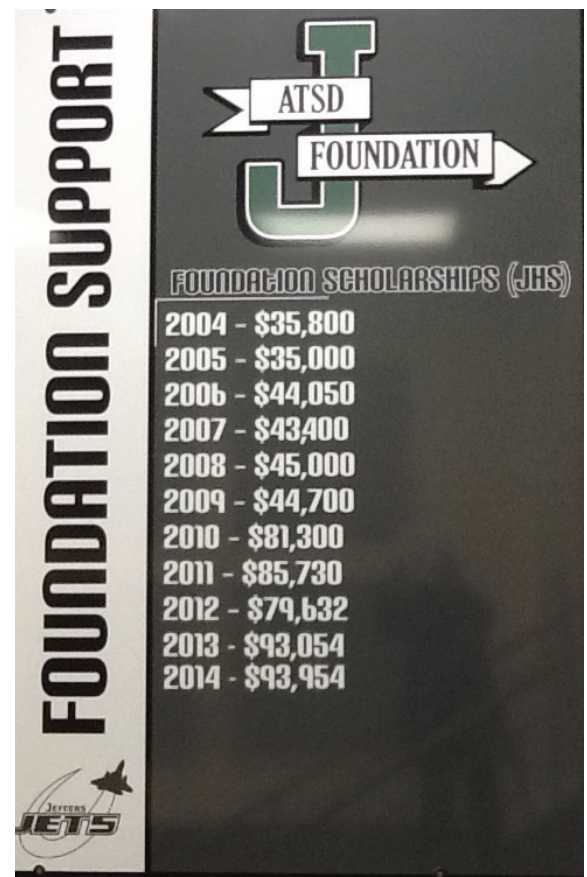 FOUNDATION SUPPORT
J
ATSD
FOUNDATION
FOUNDATION SCHOLARSHIPS (JHS)
2004 - $35,800
2005 - $35,000
2006 - $44,050
2007 - $43,400
2008 - $45,000
2009 - $44,700
2010 - $81,300
2011 - $85,730
2012 - $79,632
2013 - $93,054
2014 - $93,954
JEFFERS
JETS